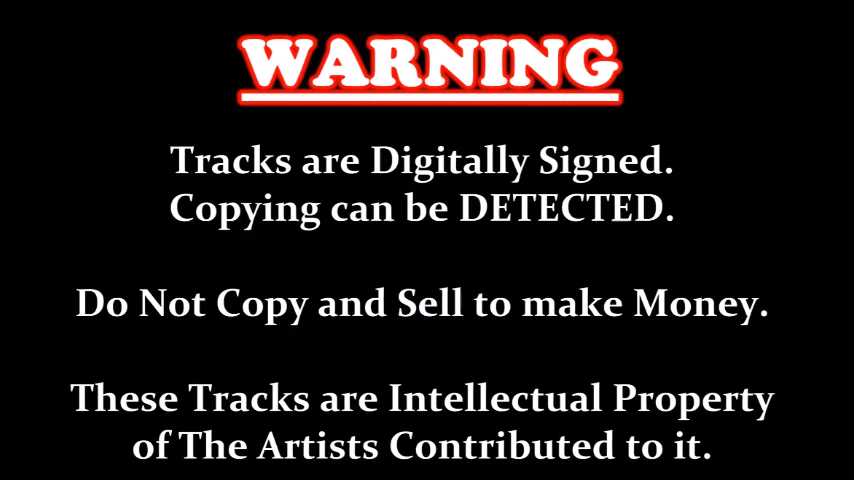 WARNING
Tracks are Digitally Signed.
Copying can be DETECTED.
Do Not Copy and Sell to make Money.
These Tracks are Intellectual Property
of The Artists Contributed to it.